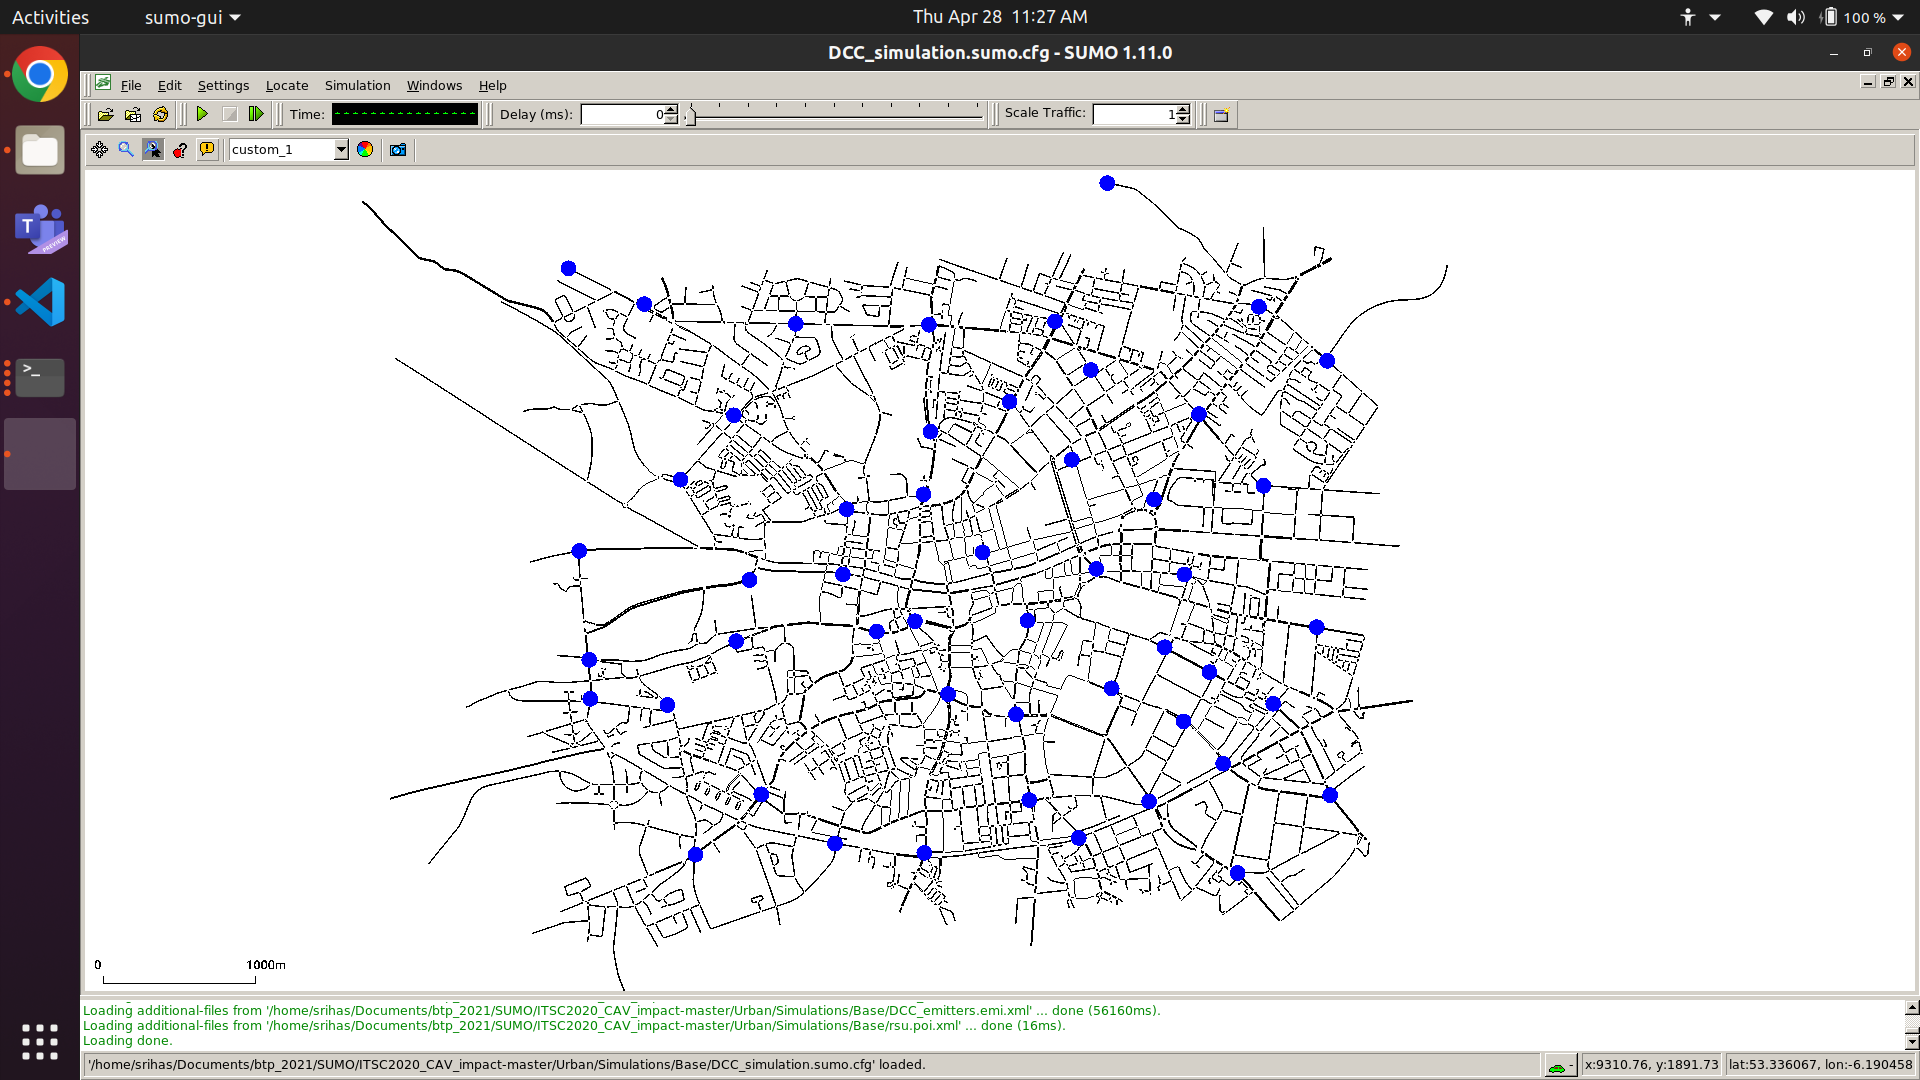 Activities
sumo-gui
Thu Apr 28 11:27 AM
100 %
DCC_simulation.sumo.cfg - SUMO 1.11.0
File Edit Settings Locate Simulation Windows Help
Time:
Delay (ms): 0
Scale Traffic: 1
custom_1
T
PREVIEW
>_
0 1000m
Loading additional-files from '/home/srihas/Documents/btp_2021/SUMO/ITSC2020_CAV_impact-master/Urban/Simulations/Base/DCC_emitters.emi.xml' ... done (56160ms).
Loading additional-files from '/home/srihas/Documents/btp_2021/SUMO/ITSC2020_CAV_impact-master/Urban/Simulations/Base/rsu.poi.xml' ... done (16ms).
Loading done.
'/home/srihas/Documents/btp_2021/SUMO/ITSC2020_CAV_impact-master/Urban/Simulations/Base/DCC_simulation.sumo.cfg' loaded.
-
x:9310.76, y:1891.73
lat:53.336067, lon:-6.190458